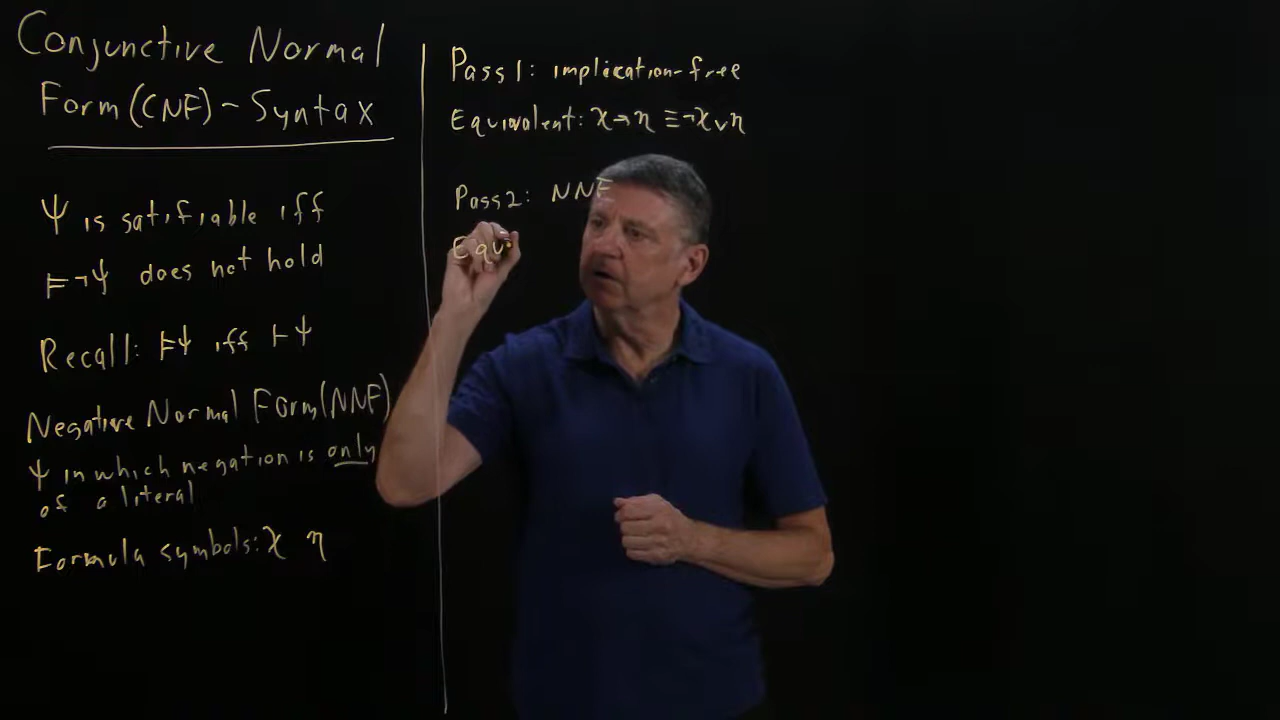 Conjunctive Normal
Form (CNF) - Syntax
Ψ is satisfiable iff
⊨¬Ψ does not hold
Recall: ⊨Ψ iff ⊢Ψ
Negative Normal Form (NNF)
Ψ in which negation is only
of a literal
Formula symbols: χ η
Pass 1: implication-free
Equivalent: χ→η ≡ ¬χ∨η
Pass 2: NNF
Equ